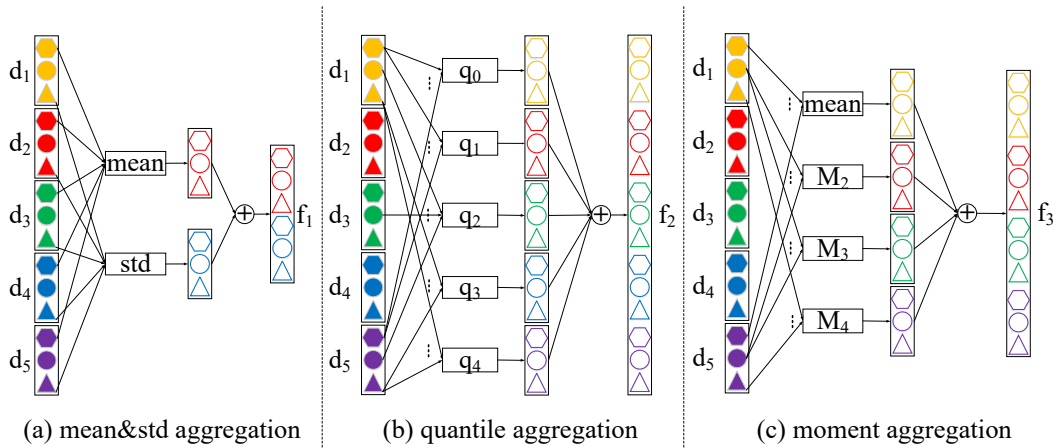 d1
d2
d3
d4
d5
mean
std
f1
(a) mean&std aggregation
d1
d2
d3
d4
d5
q0
q1
q2
q3
q4
f2
(b) quantile aggregation
d1
d2
d3
d4
d5
mean
M2
M3
M4
f3
(c) moment aggregation